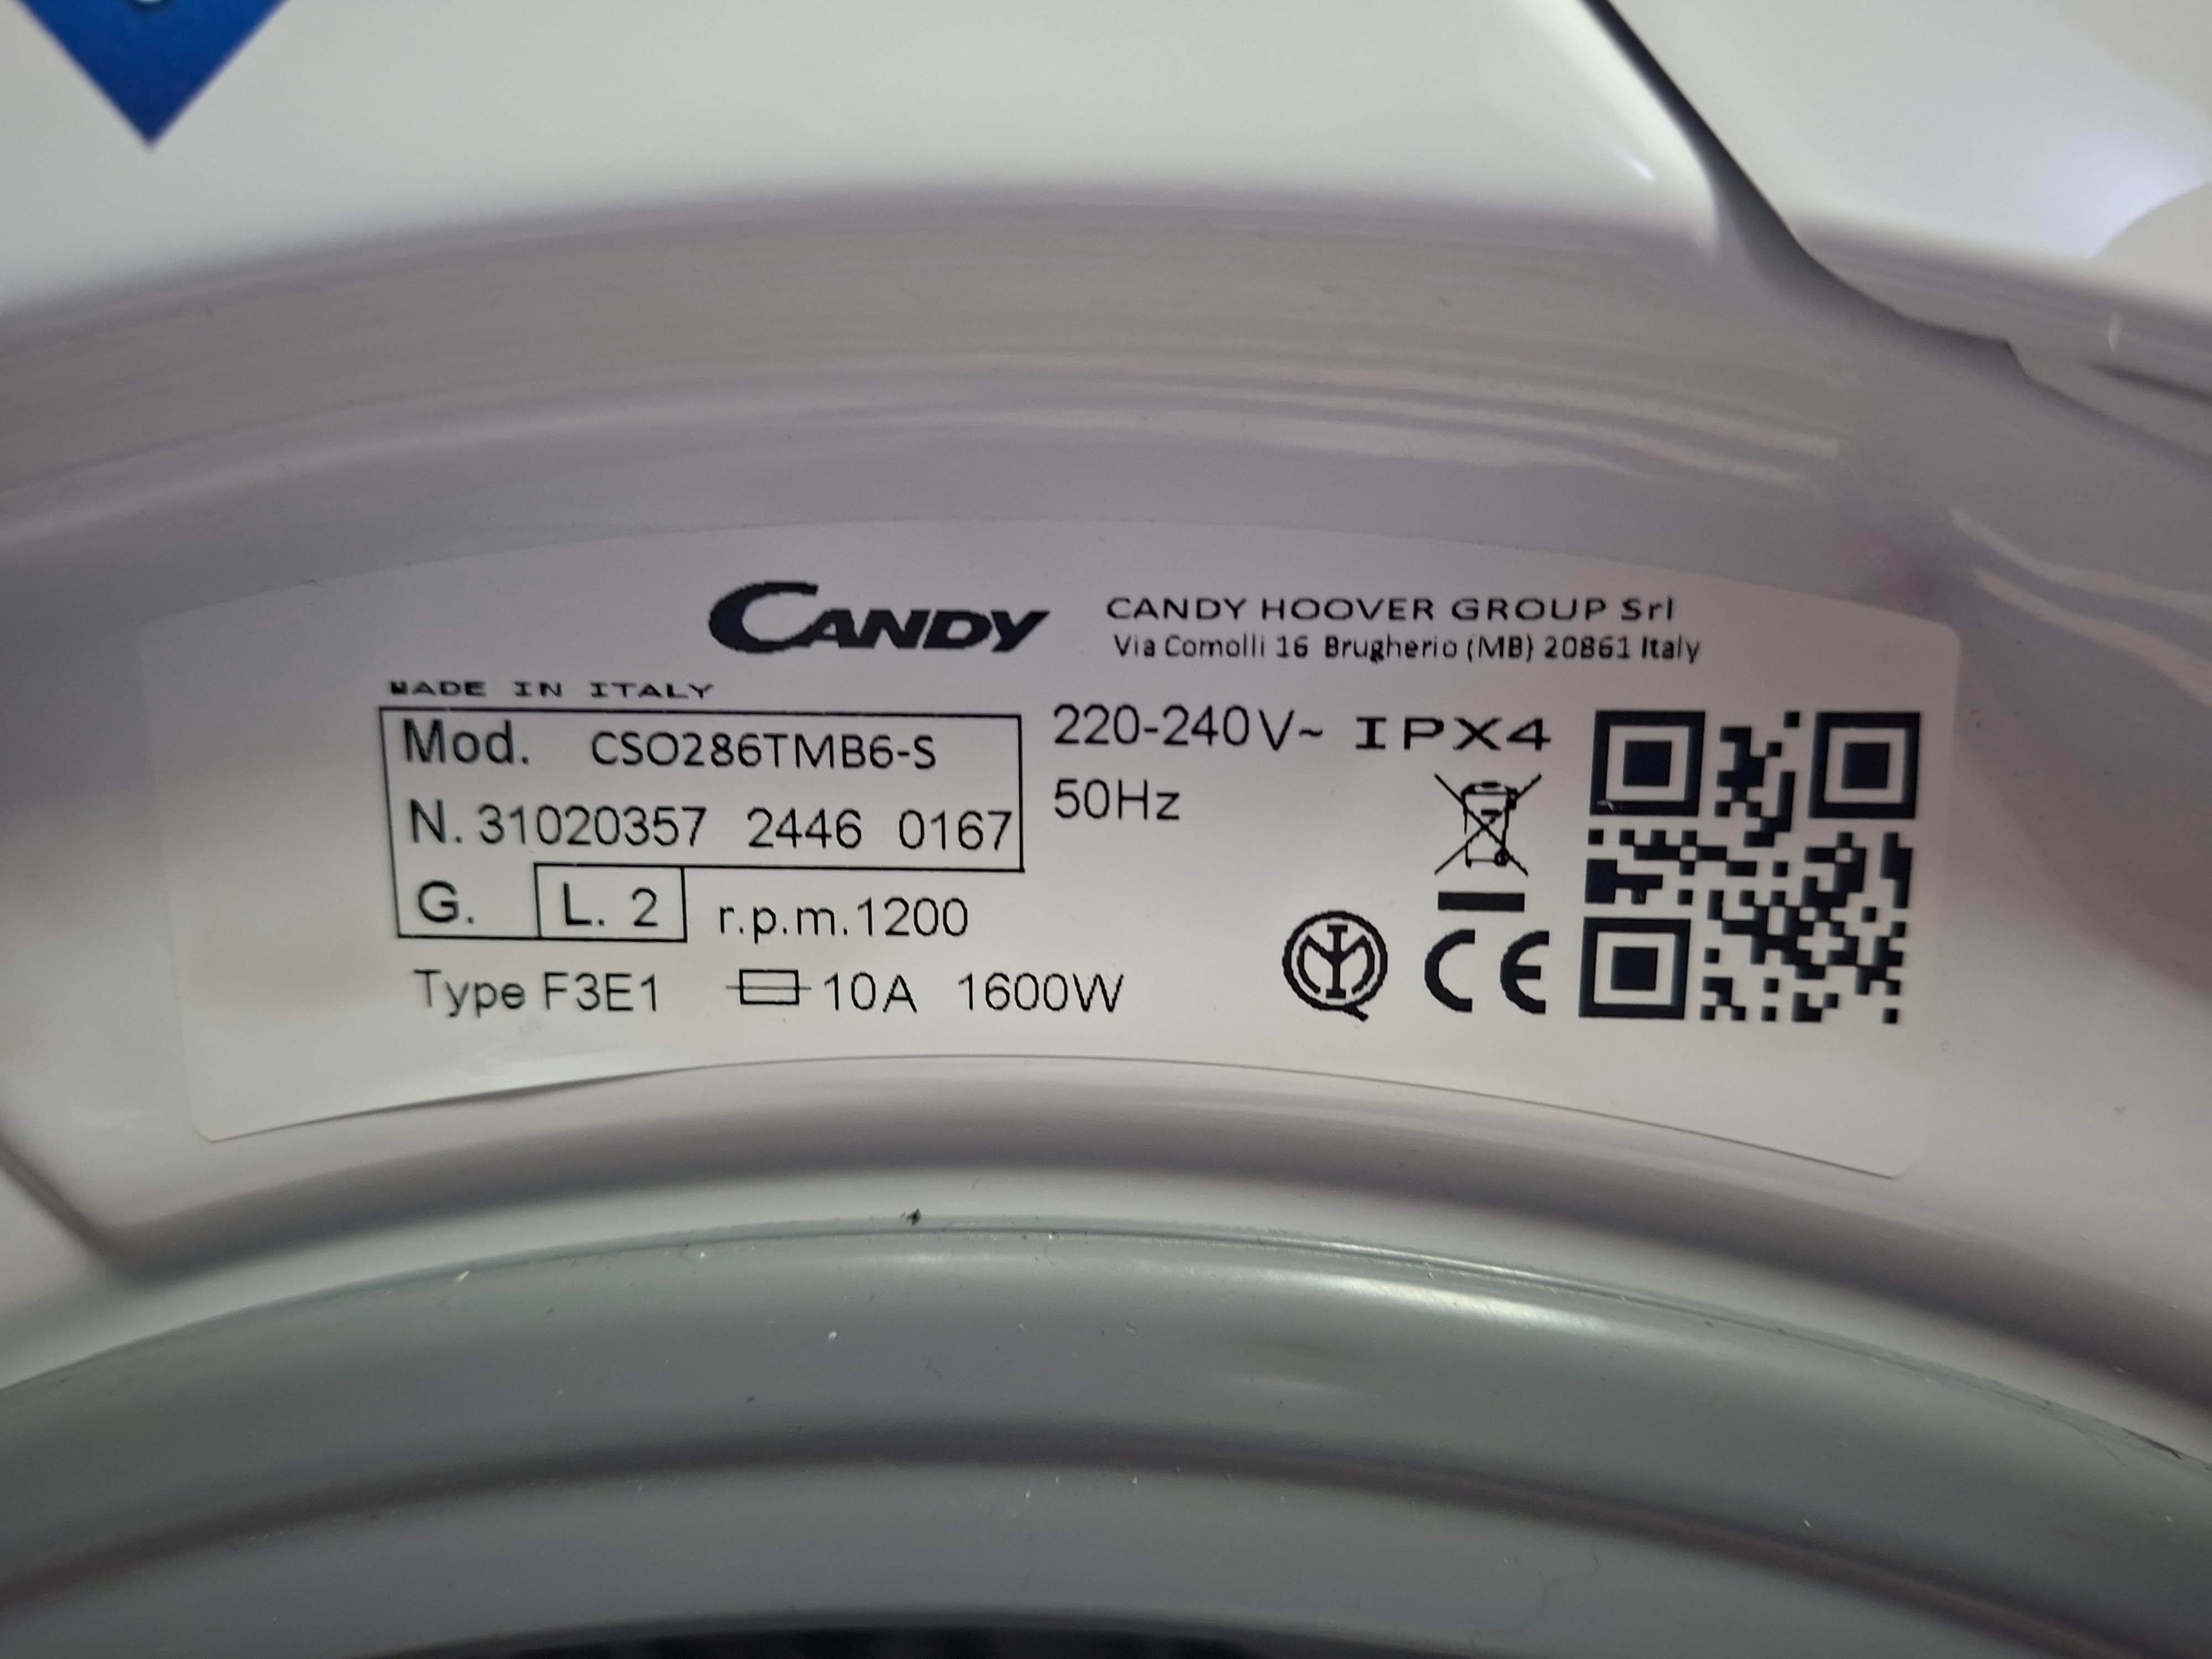 CANDY
CANDY HOOVER GROUP Srl
Via Comolli 16 Brugherio (MB) 20861 Italy
MADE IN ITALY
Mod. CSO286TMB6-S
220-240V~ IPX4
N. 31020357 2446 0167
50Hz
G. L. 2 r.p.m.1200
Type F3E1 10A 1600W
CE